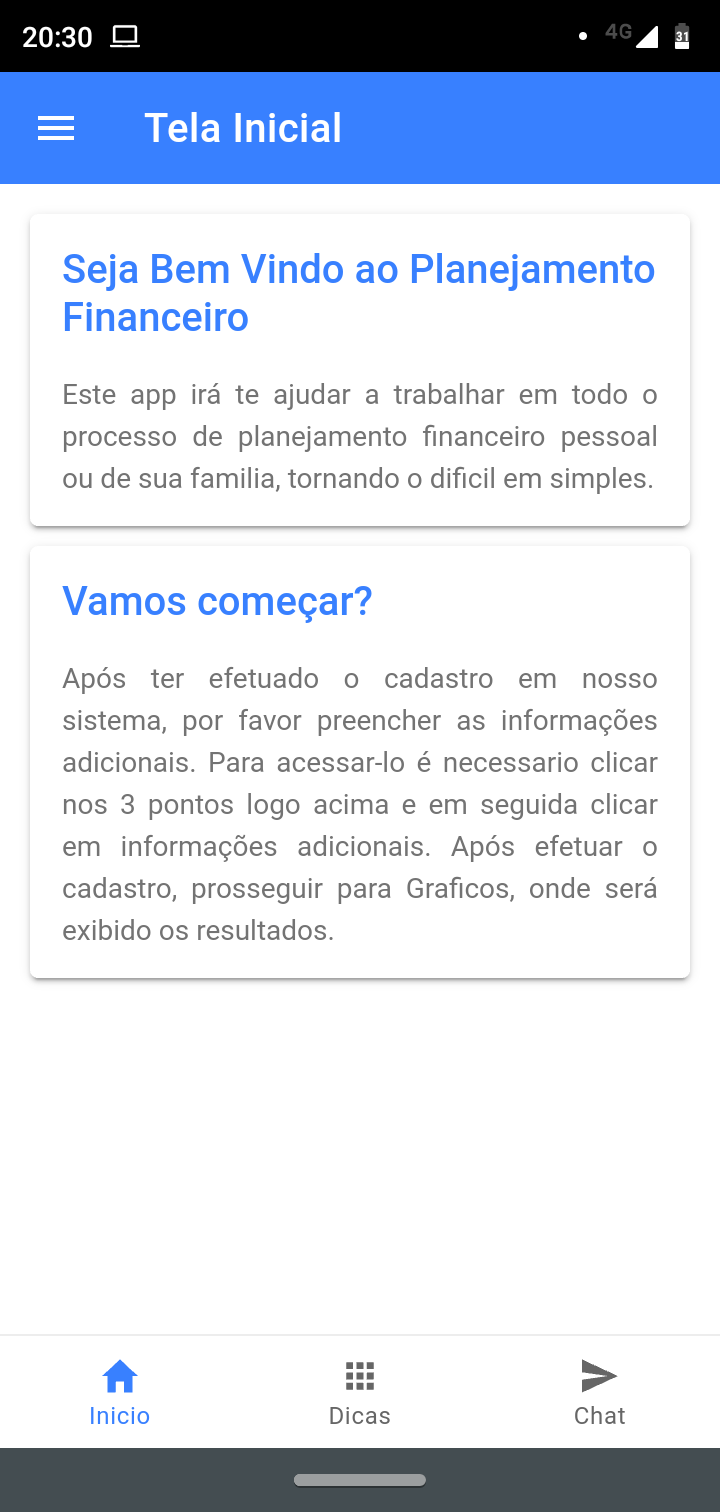 20:30
4G
31
Tela Inicial
Seja Bem Vindo ao Planejamento
Financeiro
Este app irá te ajudar a trabalhar em todo o
processo de planejamento financeiro pessoal
ou de sua familia, tornando o dificil em simples.
Vamos começar?
Após ter efetuado o cadastro em nosso
sistema, por favor preencher as informações
adicionais. Para acessar-lo é necessario clicar
nos 3 pontos logo acima e em seguida clicar
em informações adicionais. Após efetuar o
cadastro, prosseguir para Graficos, onde será
exibido os resultados.
Inicio
Dicas
Chat